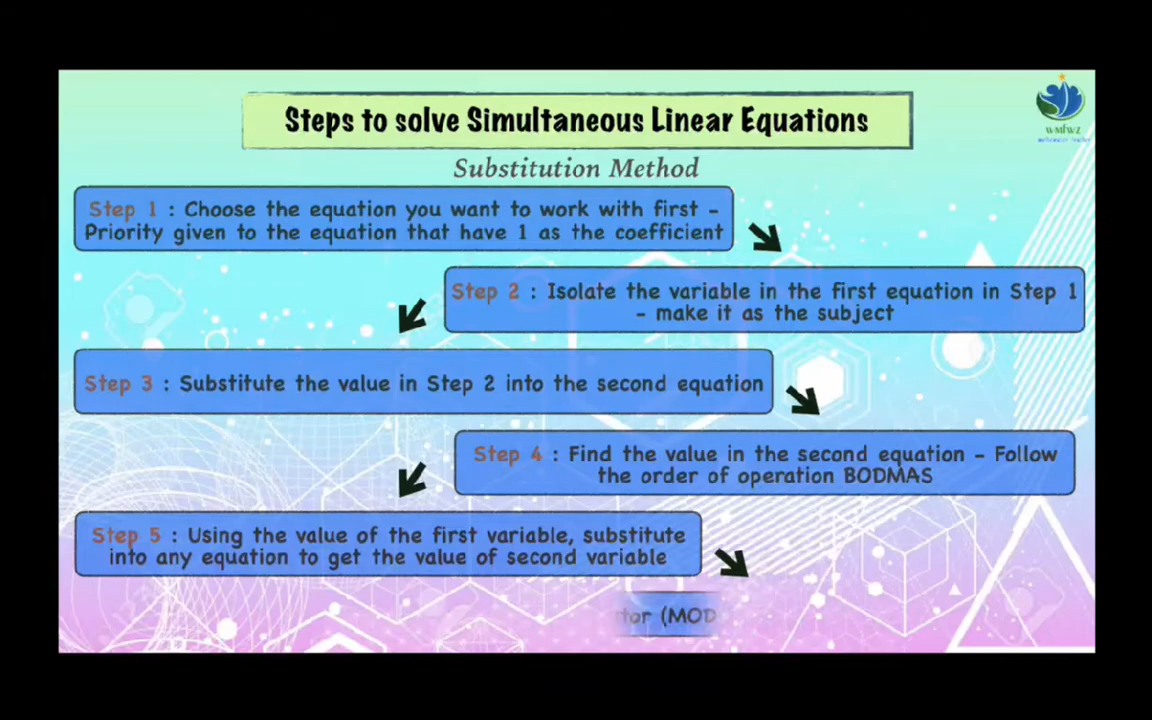 Steps to solve Simultaneous Linear Equations
WMFWZ
Substitution Method
Step 1 : Choose the equation you want to work with first -
Priority given to the equation that have 1 as the coefficient
Step 2 : Isolate the variable in the first equation in Step 1
- make it as the subject
Step 3 : Substitute the value in Step 2 into the second equation
Step 4 : Find the value in the second equation - Follow
the order of operation BODMAS
Step 5 : Using the value of the first variable, substitute
into any equation to get the value of second variable
tor (MOD